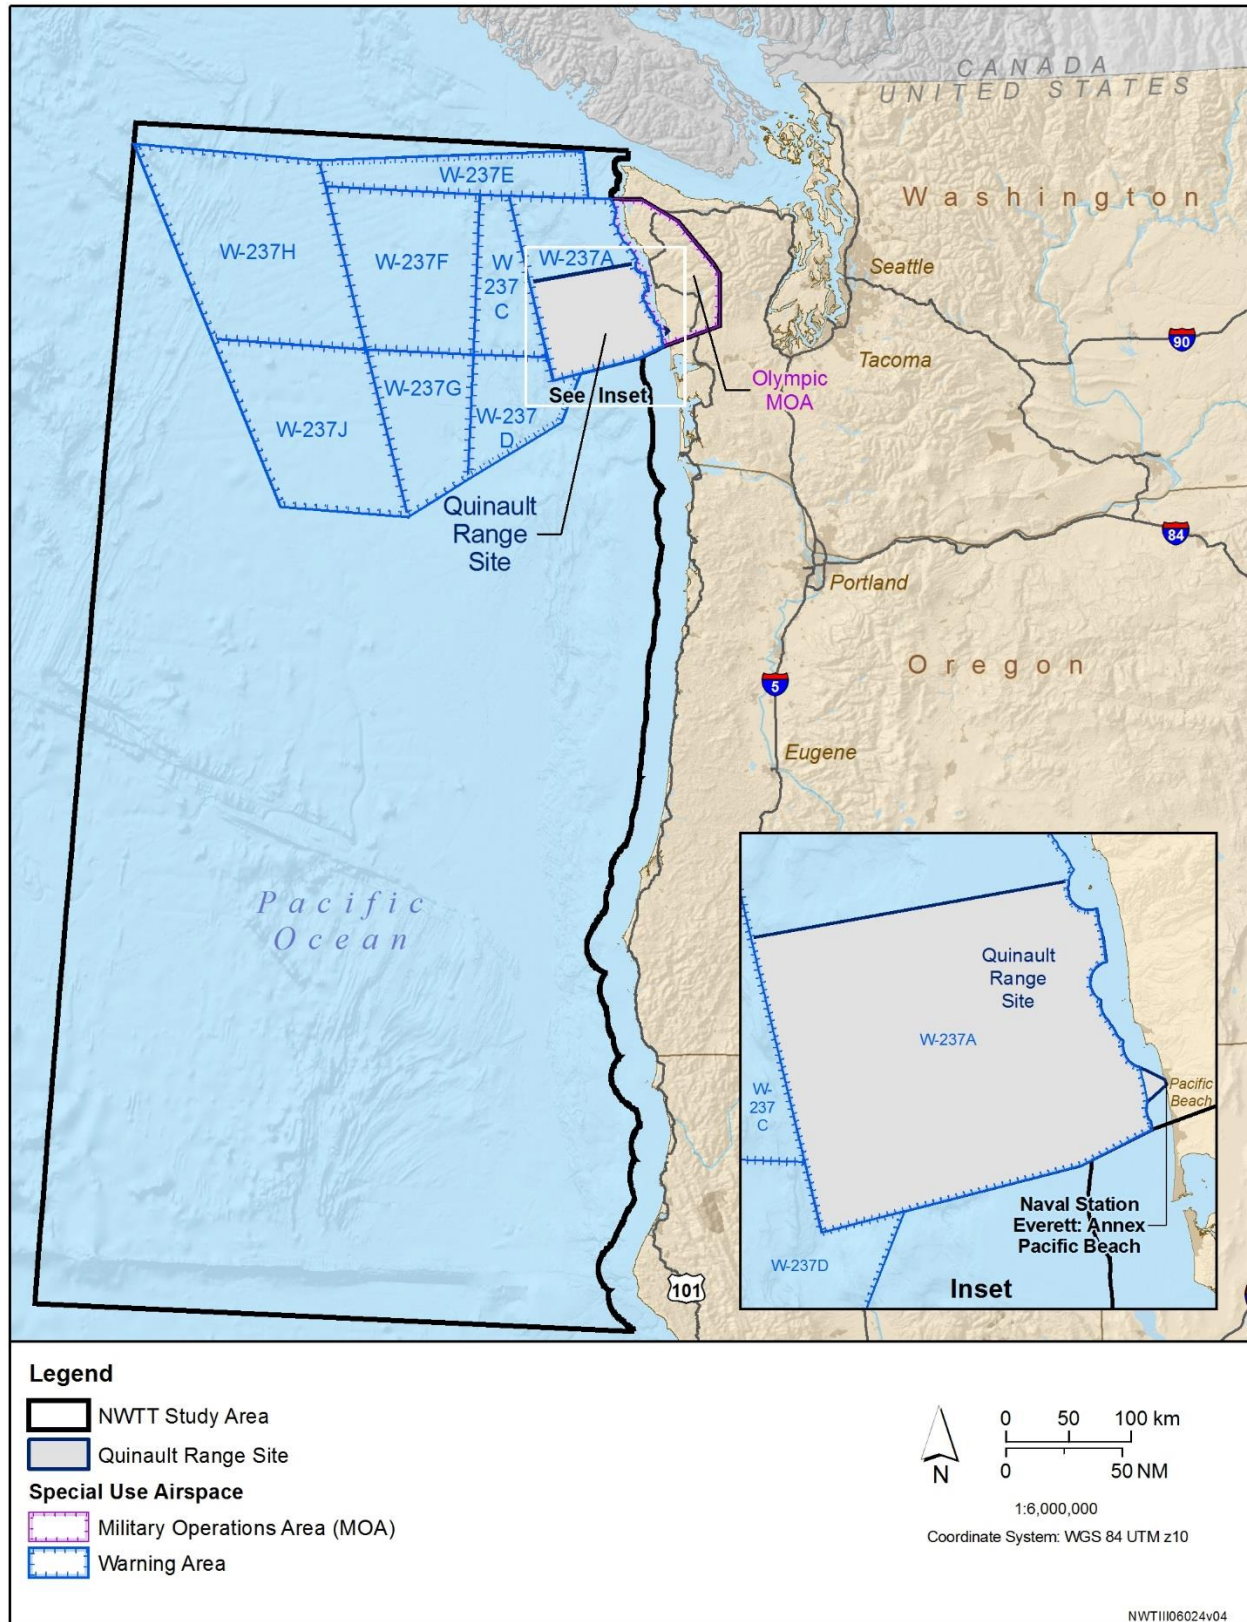 CANADA
UNITED STATES
W-237E
Washington
W-237H
W-237F
W
237
C
W-237A
Seattle
90
Tacoma
Olympic
MOA
W-237G
See Inset
W-237J
W-237
D
Quinault
Range
Site
84
Portland
Oregon
5
Eugene
Pacific
Ocean
Quinault
Range
Site
W-237A
W-
237
C
Pacific
Beach
Naval Station
Everett: Annex
Pacific Beach
W-237D
Inset
101
Legend
NWTT Study Area
Quinault Range Site
Special Use Airspace
Military Operations Area (MOA)
Warning Area
N
0 50 100 km
0 50 NM
1:6,000,000
Coordinate System: WGS 84 UTM z10
NWTIII06024v04